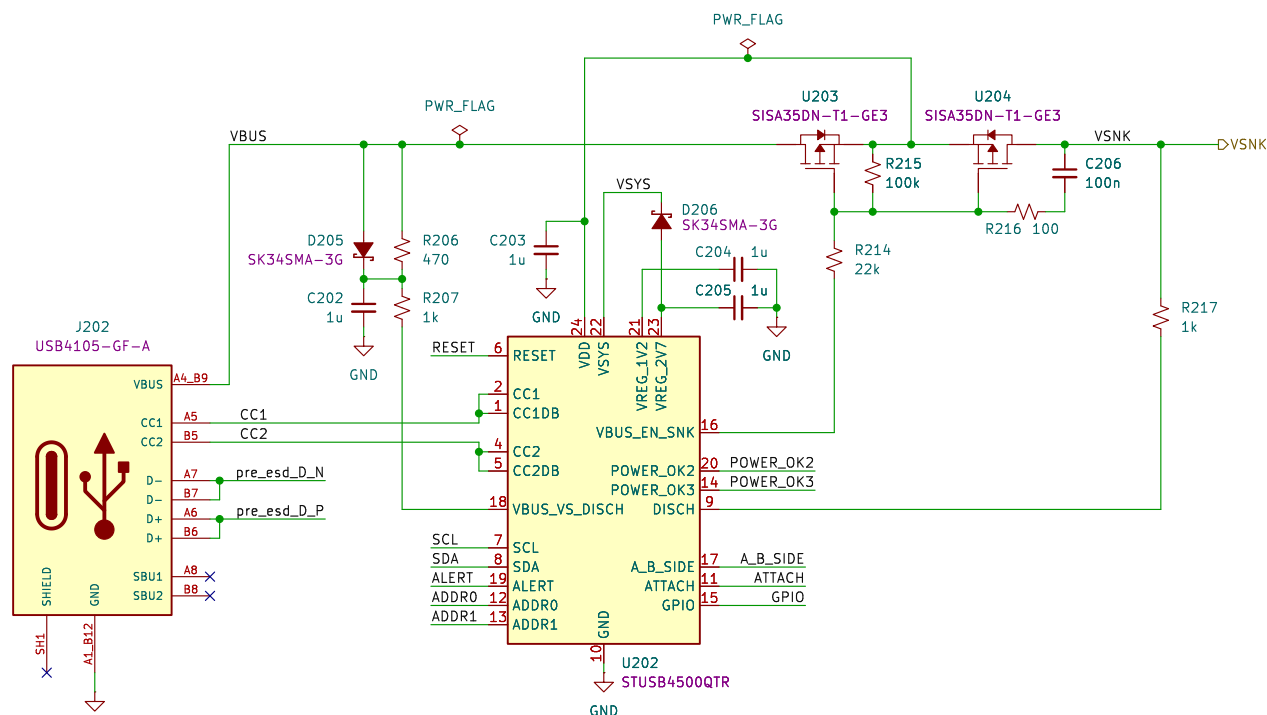 PWR_FLAG
PWR_FLAG
VBUS
U203
SISA35DN-T1-GE3
U204
SISA35DN-T1-GE3
VSNK
VSNK
R215
100k
C206
100n
R216 100
VSYS
D206
SK34SMA-3G
D205
SK34SMA-3G
R206
470
C203
1u
C204 1u
C205 1u
R214
22k
C202
1u
R207
1k
R217
1k
GND
GND
GND
J202
USB4105-GF-A
VBUS A4_B9
CC1 A5 CC1
CC2 B5 CC2
D- A7 pre_esd_D_N
D- B7
D+ A6 pre_esd_D_P
D+ B6
SBU1 A8
SBU2 B8
SHIELD
GND
SH1
A1_B12
24
22
21
23
VDD
VSYS
VREG_1V2
VREG_2V7
RESET 6 RESET
2 CC1
1 CC1DB
4 CC2
5 CC2DB
18 VBUS_VS_DISCH
SCL 7 SCL
SDA 8 SDA
ALERT 19 ALERT
ADDR0 12 ADDR0
ADDR1 13 ADDR1
VBUS_EN_SNK 16
POWER_OK2 20 POWER_OK2
POWER_OK3 14 POWER_OK3
DISCH 9
A_B_SIDE 17 A_B_SIDE
ATTACH 11 ATTACH
GPIO 15 GPIO
GND
10
U202
STUSB4500QTR
GND